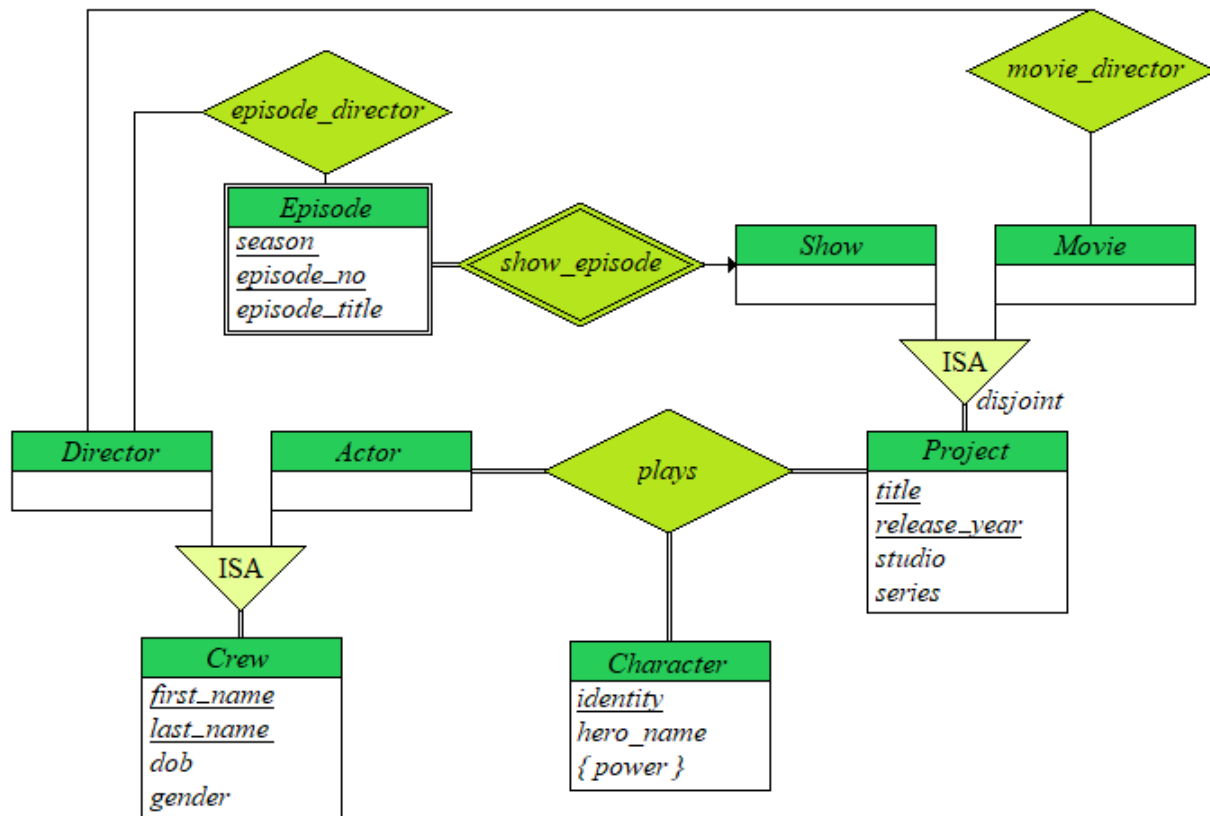 movie_director
episode_director
Episode
season
episode_no
episode_title
show_episode
Show
Movie
ISA
disjoint
Director
Actor
plays
Project
title
release_year
studio
series
ISA
Crew
first_name
last_name
dob
gender
Character
identity
hero_name
{ power }